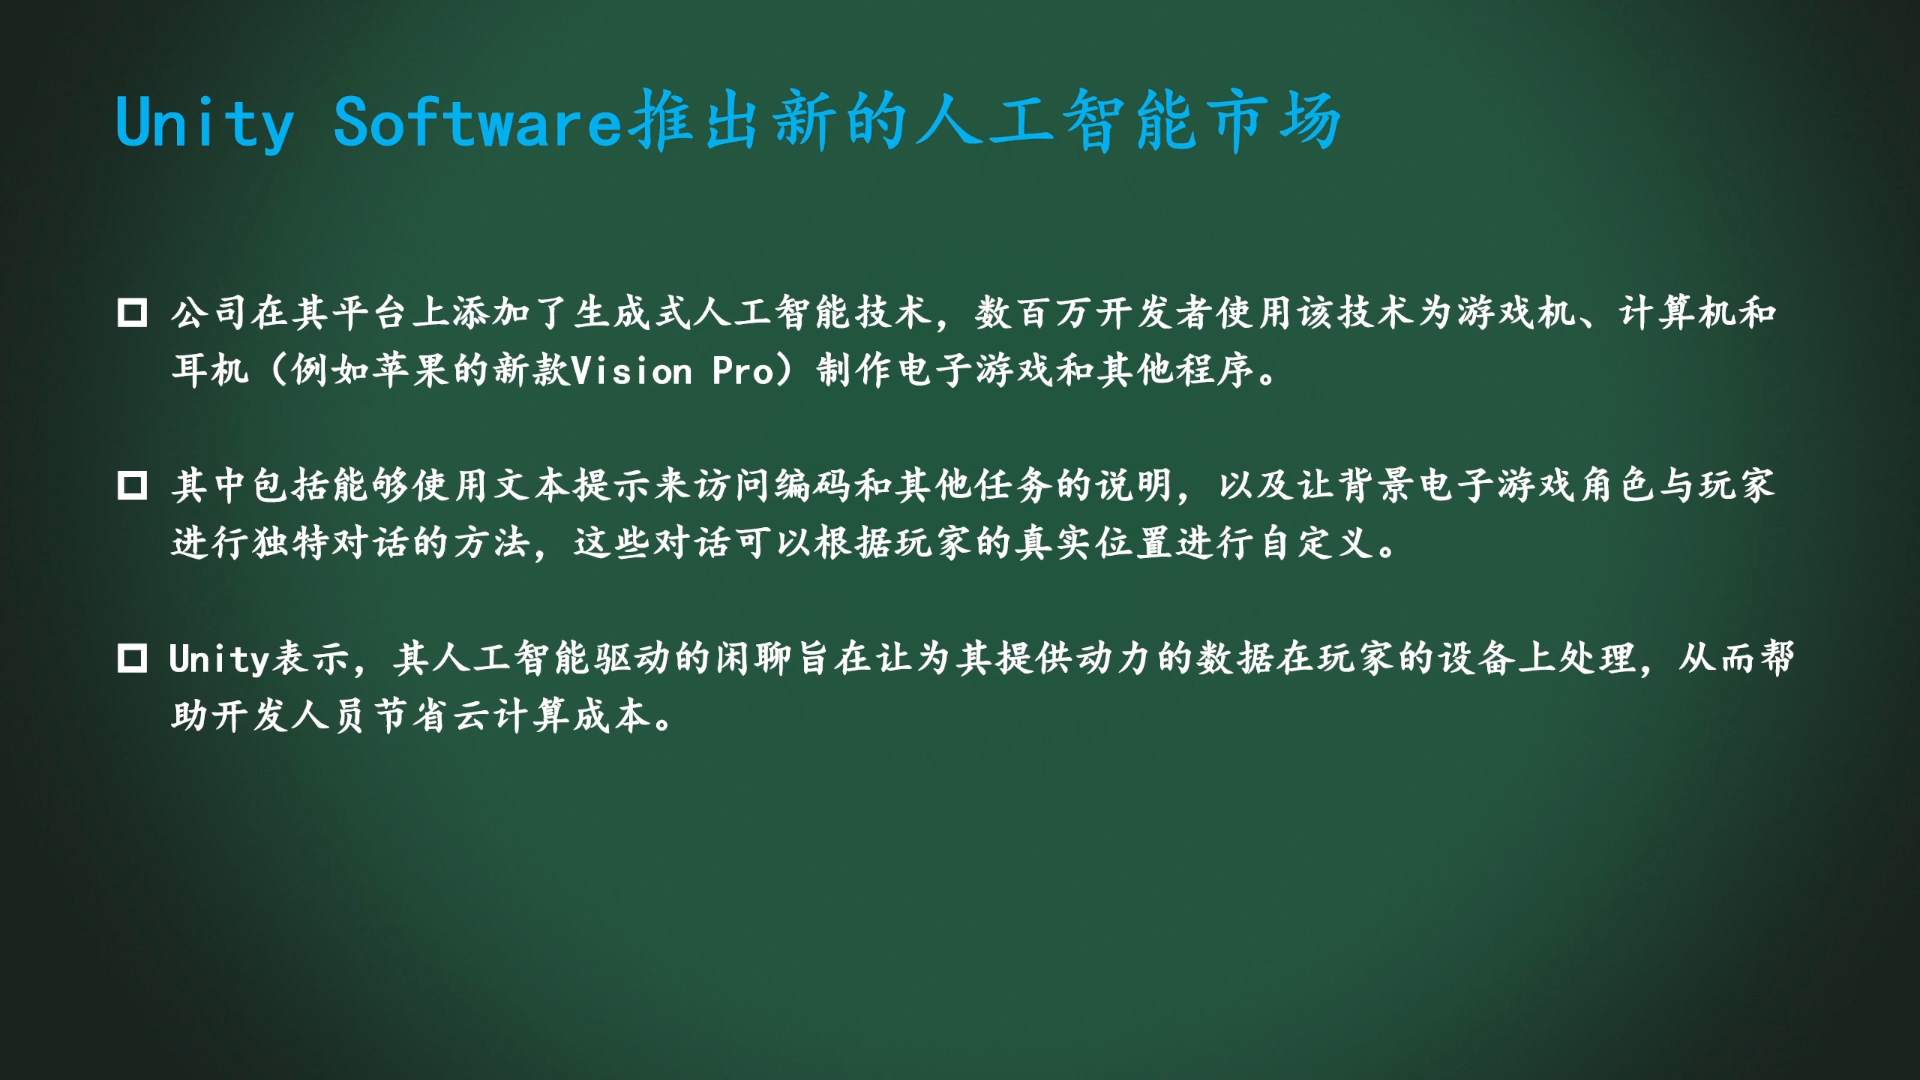 Unity Software推出新的人工智能市场
公司在其平台上添加了生成式人工智能技术，数百万开发者使用该技术为游戏机、计算机和
耳机（例如苹果的新款Vision Pro）制作电子游戏和其他程序。
其中包括能够使用文本提示来访问编码和其他任务的说明，以及让背景电子游戏角色与玩家
进行独特对话的方法，这些对话可以根据玩家的真实位置进行自定义。
Unity表示，其人工智能驱动的闲聊旨在让为其提供动力的数据在玩家的设备上处理，从而帮
助开发人员节省云计算成本。